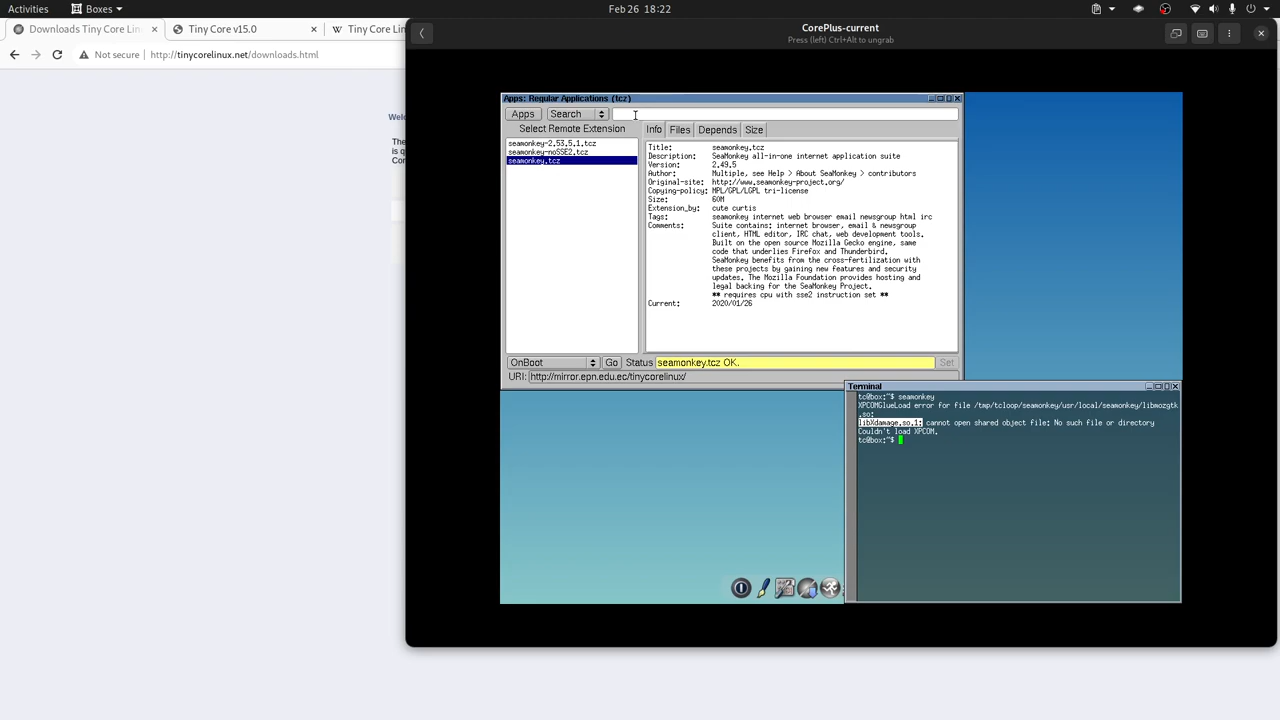 Activities
Boxes
Feb 26  18:22
Downloads Tiny Core Lin
Tiny Core v15.0
Tiny Core Lin
Not secure
http://tinycorelinux.net/downloads.html
CorePlus-current
Press (left) Ctrl+Alt to ungrab
Welc
The
is q
Cor
Apps: Regular Applications (tcz)
Apps
Search
Select Remote Extension
Info Files Depends Size
seamonkey-2.53.5.1.tcz
seamonkey-noSSE2.tcz
seamonkey.tcz
Title: seamonkey.tcz
Description: SeaMonkey all-in-one internet application suite
Version: 2.49.5
Author: Multiple, see Help > About SeaMonkey > contributors
Original-site: http://www.seamonkey-project.org/
Copying-policy: MPL/GPL/LGPL tri-license
Size: 60M
Extension_by: cute curtis
Tags: seamonkey internet web browser email newsgroup html irc
Comments: Suite contains: internet browser, email & newsgroup
client, HTML editor, IRC chat, web development tools.
Built on the open source Mozilla Gecko engine, same
code that underlies Firefox and Thunderbird.
SeaMonkey benefits from the cross-fertilization with
these projects by gaining new features and security
updates. The Mozilla Foundation provides hosting and
legal backing for the SeaMonkey Project.
** requires cpu with sse2 instruction set **
Current: 2020/01/26
OnBoot
Go
Status
seamonkey.tcz OK.
Set
URI: http://mirror.epn.edu.ec/tinycorelinux/
Terminal
tc@box:~$ seamonkey
XPCOMGlueLoad error for file /tmp/tcloop/seamonkey/usr/local/seamonkey/libmozgtk
.so:
libXdamage.so.1: cannot open shared object file: No such file or directory
Couldn't load XPCOM.
tc@box:~$